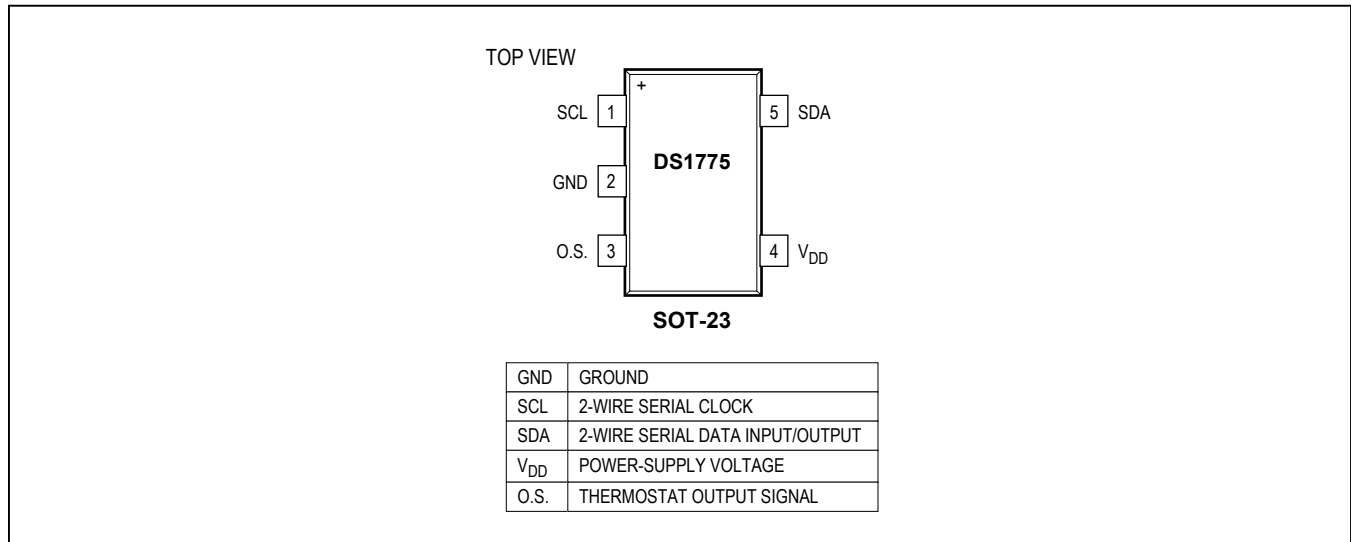 TOP VIEW
+
SCL 1
5 SDA
DS1775
GND 2
O.S. 3
4 VDD
SOT-23
GND GROUND
SCL 2-WIRE SERIAL CLOCK
SDA 2-WIRE SERIAL DATA INPUT/OUTPUT
VDD POWER-SUPPLY VOLTAGE
O.S. THERMOSTAT OUTPUT SIGNAL